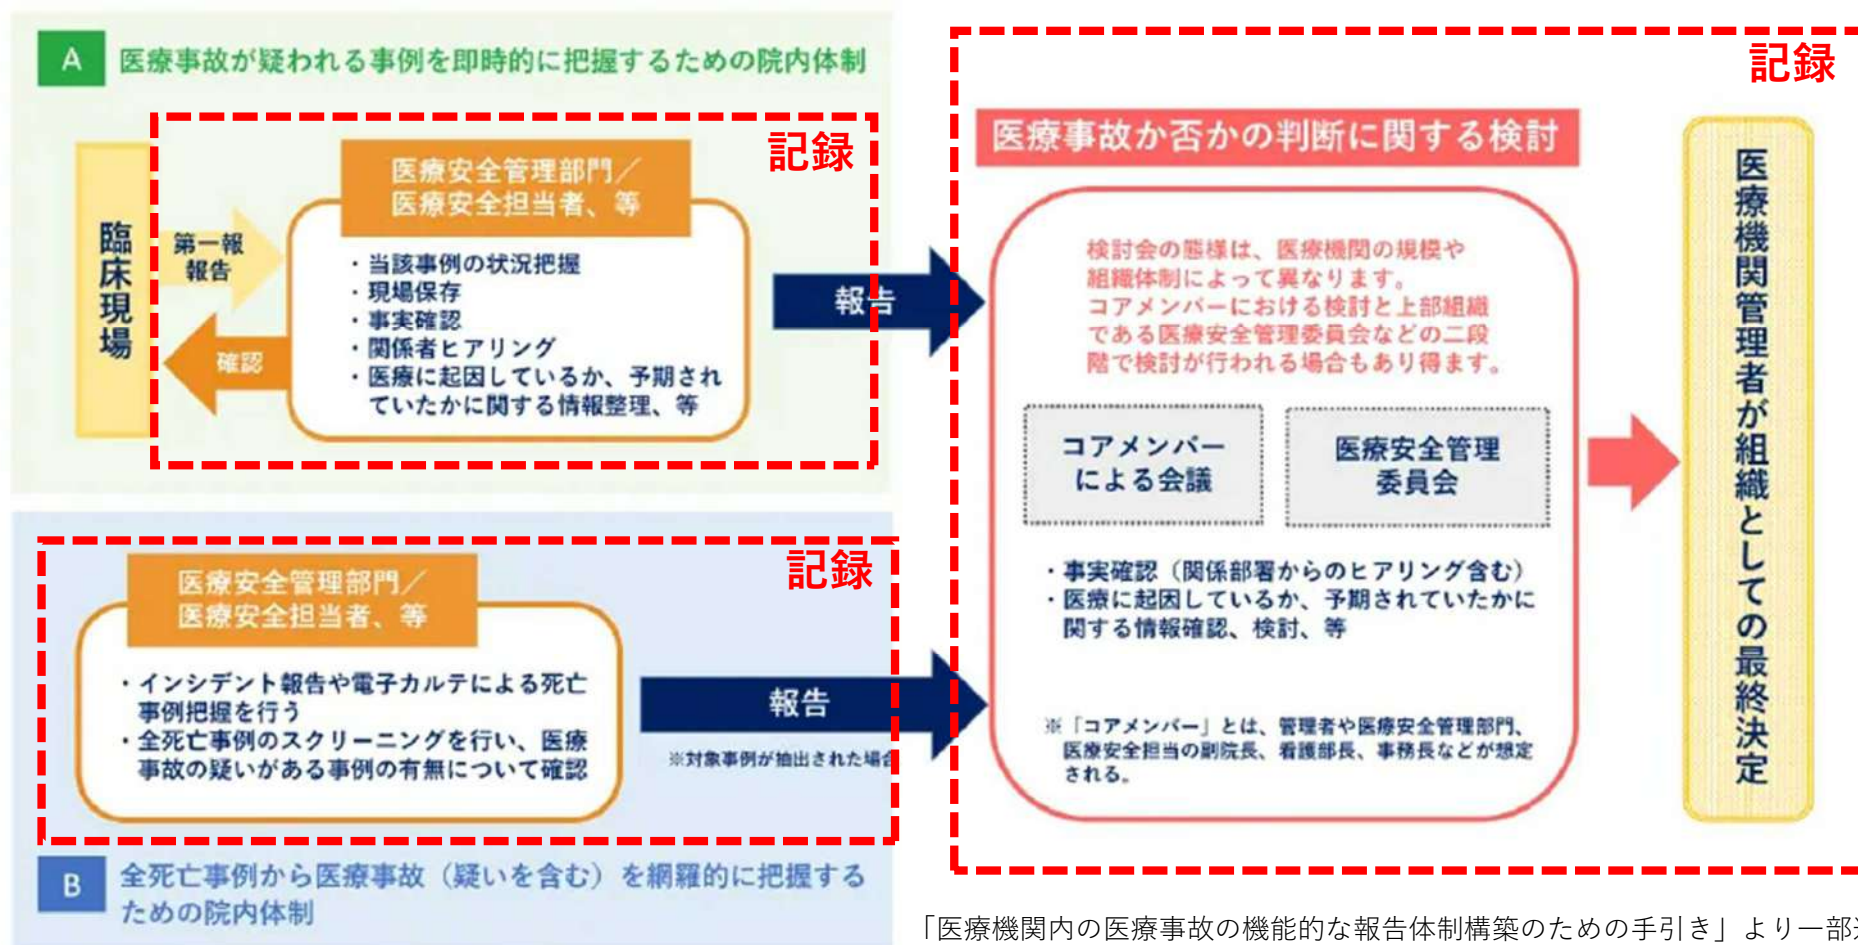 A 医療事故が疑われる事例を即時的に把握するための院内体制
記録
臨床現場
第一報
報告
確認
医療安全管理部門／
医療安全担当者、等
・当該事例の状況把握
・現場保存
・事実確認
・関係者ヒアリング
・医療に起因しているか、予期され
ていたかに関する情報整理、等
報告
記録
医療安全管理部門／
医療安全担当者、等
・インシデント報告や電子カルテによる死亡
事例把握を行う
・全死亡事例のスクリーニングを行い、医療
事故の疑いがある事例の有無について確認
報告
※対象事例が抽出された場合
B 全死亡事例から医療事故（疑いを含む）を網羅的に把握する
ための院内体制
記録
医療事故か否かの判断に関する検討
検討会の態様は、医療機関の規模や
組織体制によって異なります。
コアメンバーにおける検討と上部組織
である医療安全管理委員会などの二段
階で検討が行われる場合もあり得ます。
コアメンバー
による会議
医療安全管理
委員会
・事実確認（関係部署からのヒアリング含む）
・医療に起因しているか、予期されていたかに
関する情報確認、検討、等
※「コアメンバー」とは、管理者や医療安全管理部門、
医療安全担当の副院長、看護部長、事務長などが想定
される。
医療機関管理者が組織としての最終決定
「医療機関内の医療事故の機能的な報告体制構築のための手引き」より一部